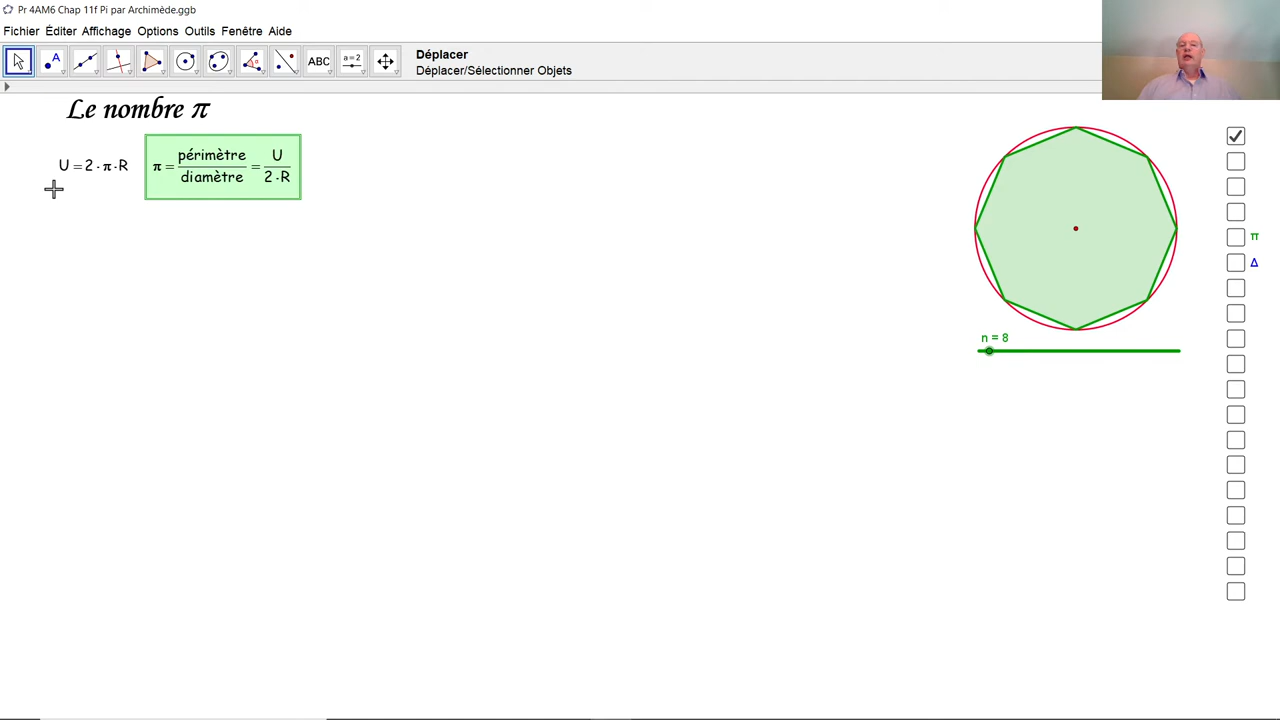 Pr 4AM6 Chap 11f Pi par Archimède.ggb
Fichier Éditer Affichage Options Outils Fenêtre Aide
A
ABC
a = 2
Déplacer
Déplacer/Sélectionner Objets
Le nombre π
U = 2 · π · R
π = périmètre / diamètre = U / 2 · R
n = 8
π
Δ